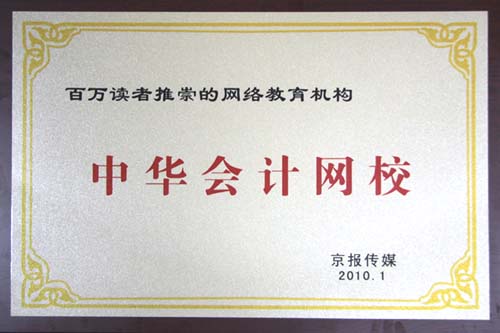 百万读者推崇的网络教育机构
中华会计网校
京报传媒
2010.1